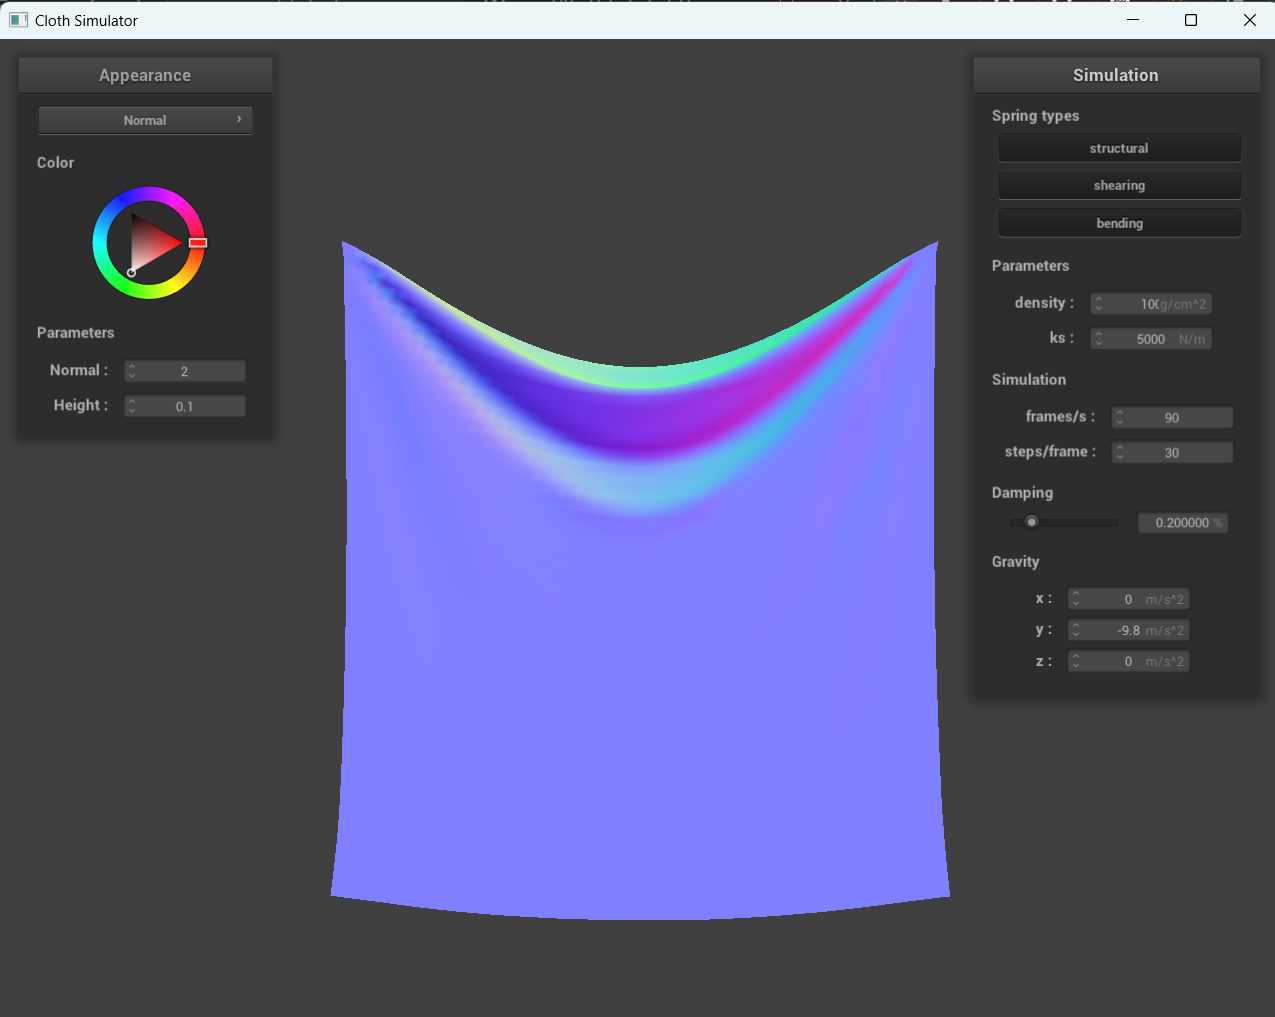 Cloth Simulator
Appearance
Normal
Color
Parameters
Normal : 2
Height : 0.1
Simulation
Spring types
structural
shearing
bending
Parameters
density : g/cm^2
ks : 5000 N/m
Simulation
frames/s : 90
steps/frame : 30
Damping
0.200000 %
Gravity
x : 0 m/s^2
y : -9.8 m/s^2
z : 0 m/s^2